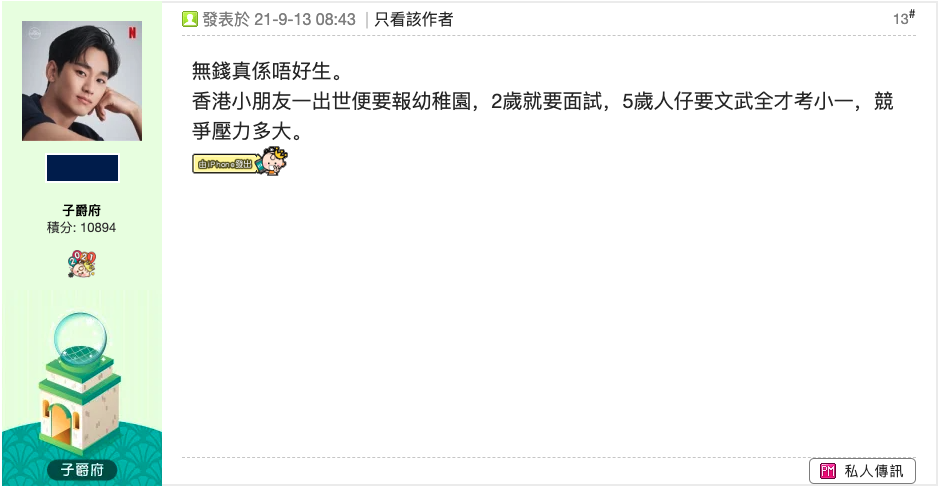 發表於 21-9-13 08:43 | 只看該作者
13#
無錢真係唔好生。
香港小朋友一出世便要報幼稚園，2歲就要面試，5歲人仔要文武全才考小一，競
爭壓力多大。
由iPhone發出
N
子爵府
積分: 10894
2021
子爵府
PM 私人傳訊